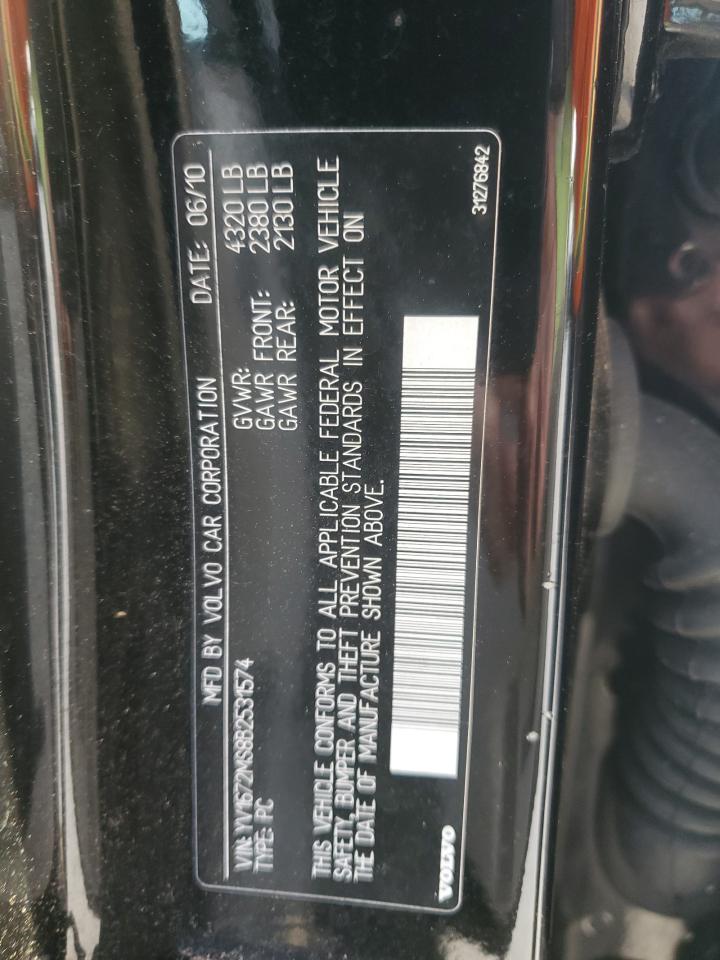 MFD BY VOLVO CAR CORPORATION DATE: 06/10
VIN: YV1672MS8B2531574 GVWR: 4320 LB
TYPE: PC GAWR FRONT: 2380 LB
GAWR REAR: 2130 LB
THIS VEHICLE CONFORMS TO ALL APPLICABLE FEDERAL MOTOR VEHICLE
SAFETY, BUMPER AND THEFT PREVENTION STANDARDS IN EFFECT ON
THE DATE OF MANUFACTURE SHOWN ABOVE.
VOLVO 31276842